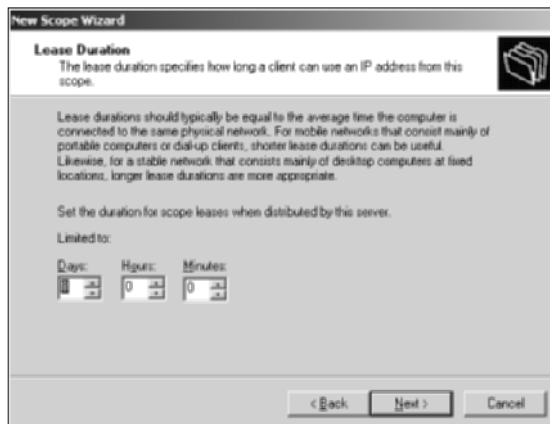 New Scope Wizard
Lease Duration
The lease duration specifies how long a client can use an IP address from this
scope.
Lease durations should typically be equal to the average time the computer is
connected to the same physical network. For mobile networks that consist mainly of
portable computers or dial-up clients, shorter lease durations can be useful.
Likewise, for a stable network that consists mainly of desktop computers at fixed
locations, longer lease durations are more appropriate.
Set the duration for scope leases when distributed by this server.
Limited to:
Days: Hours: Minutes:
0 0
< Back Next > Cancel